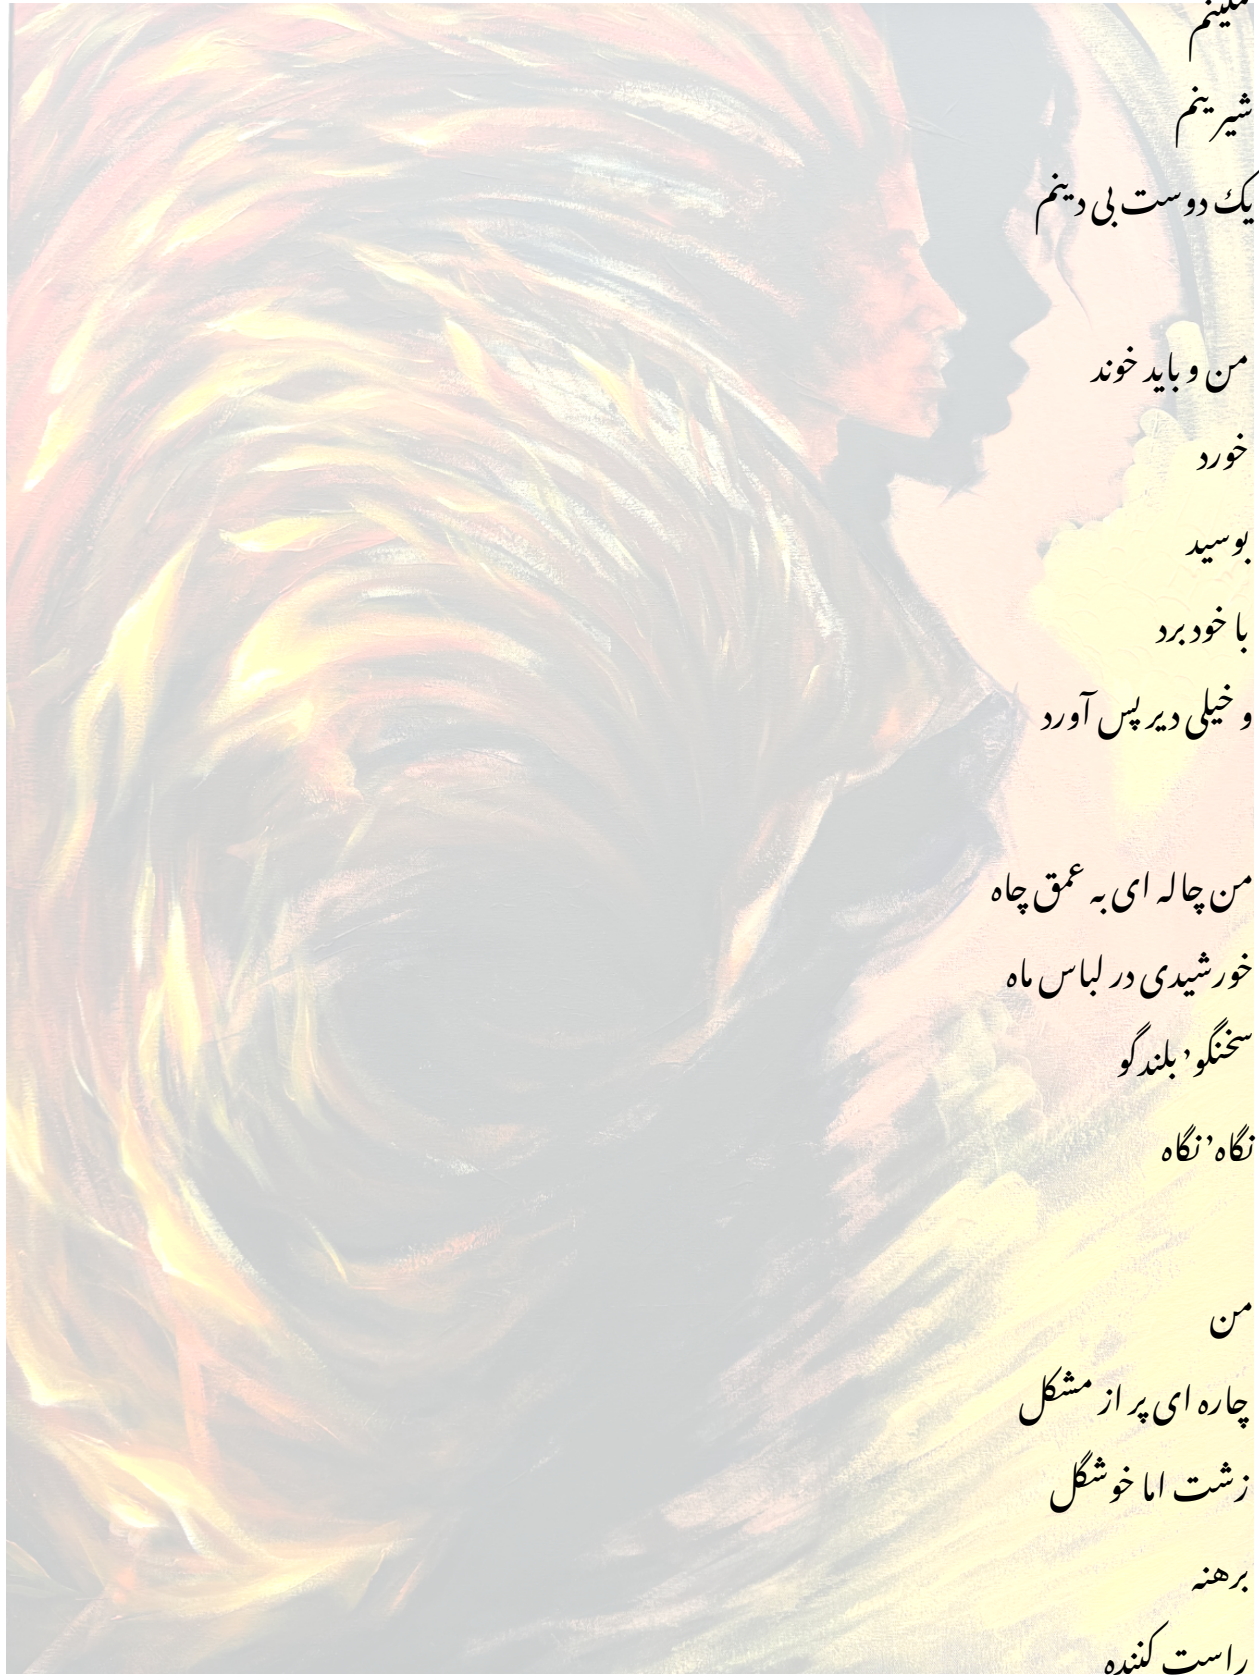 شیرینم
یک دوست بی دینم
من و باید خوند
خورد
بوسید
با خود برد
و خیلی دیر پس آورد
من چاله ای به عمق چاه
خورشیدی در لباس ماه
سخنگو، بلندگو
نگاه، نگاه
من
چاره ای پر از مشکل
زشت اما خوشگل
برهنه
راست کننده